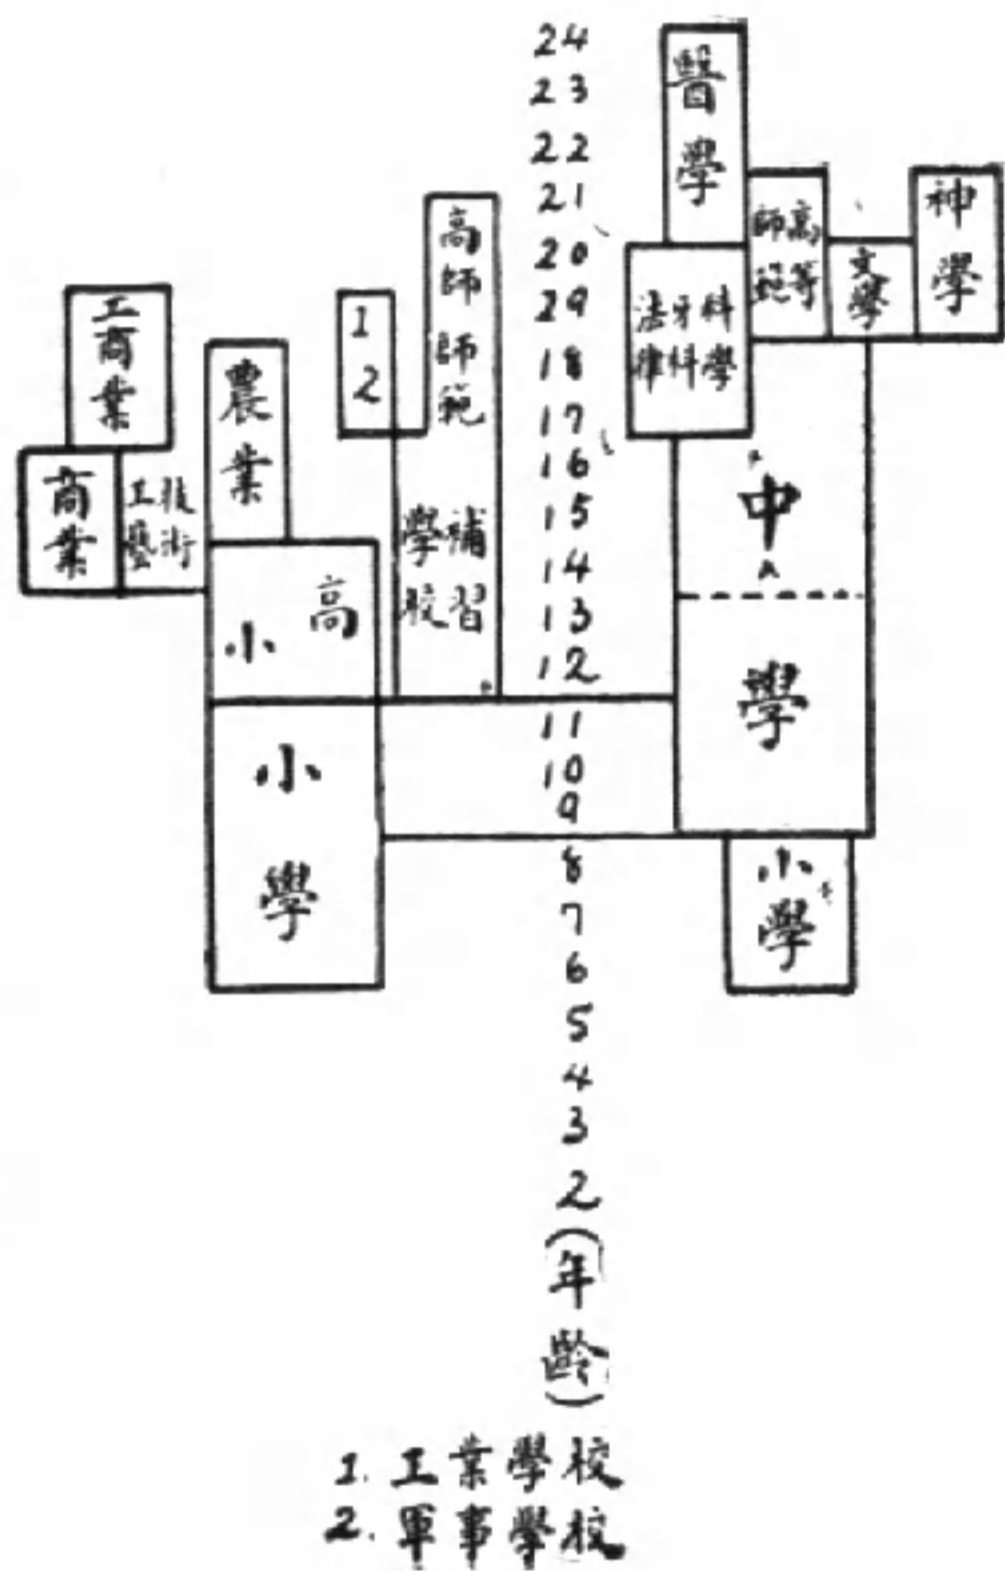 24
23
22
21
20
29
18
17
16
15
14
13
12
11
10
9
8
7
6
5
4
3
2
(年齡)
醫學
神學
高等
師範
文學
科學
牙科
法律
中學
小學
高師師範
補習
學校
1
2
農業
工商業
商業
技術
工藝
高小
小學
1. 工業學校
2. 軍事學校